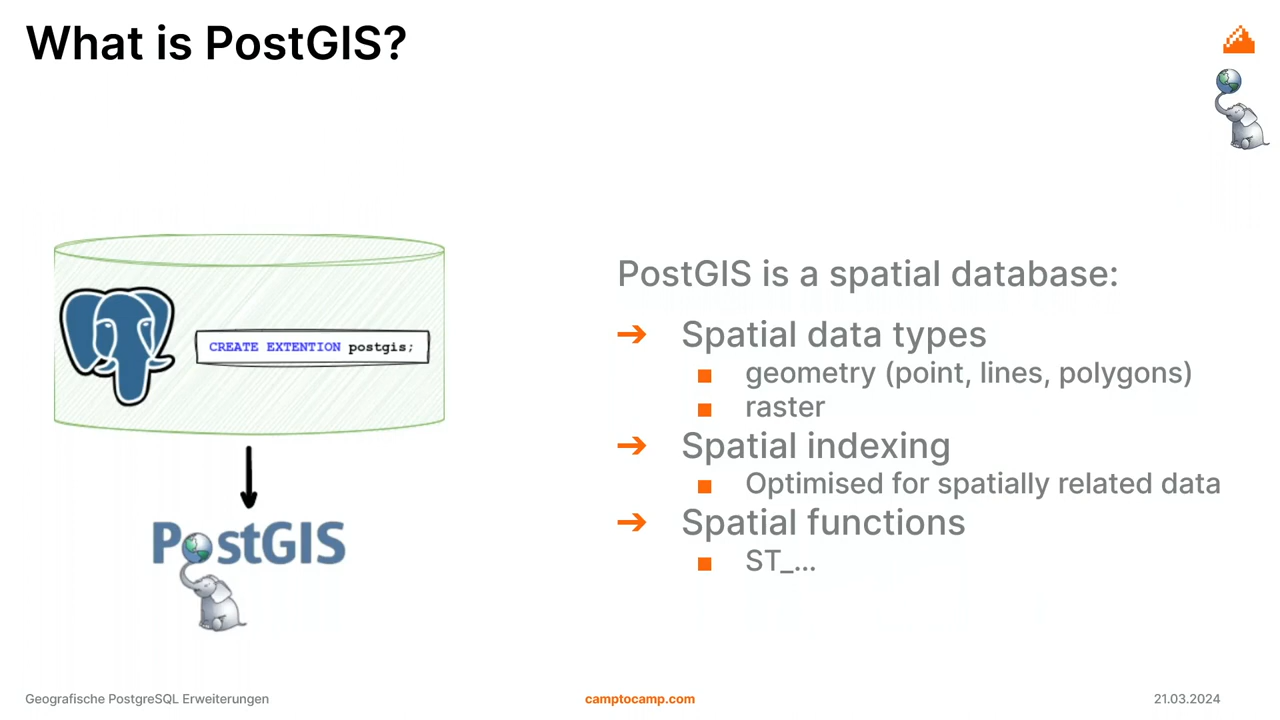 What is PostGIS?
CREATE EXTENTION postgis;
PostGIS
PostGIS is a spatial database:
➔ Spatial data types
■ geometry (point, lines, polygons)
■ raster
➔ Spatial indexing
■ Optimised for spatially related data
➔ Spatial functions
■ ST_...
Geografische PostgreSQL Erweiterungen
camptocamp.com
21.03.2024